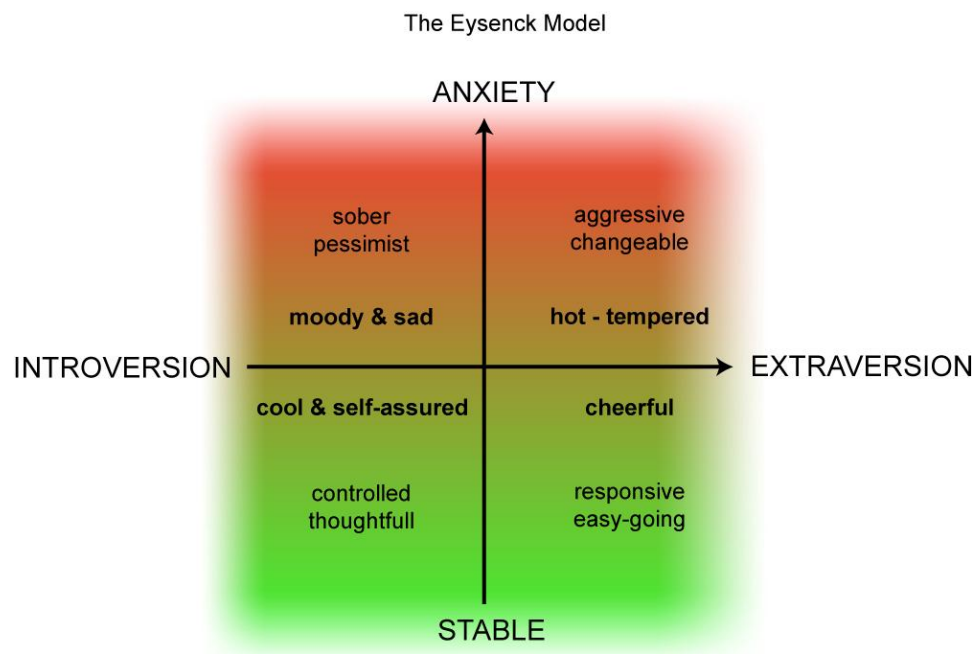 The Eysenck Model
ANXIETY
sober
pessimist
aggressive
changeable
moody & sad
hot - tempered
INTROVERSION
EXTRAVERSION
cool & self-assured
cheerful
controlled
thoughtfull
responsive
easy-going
STABLE